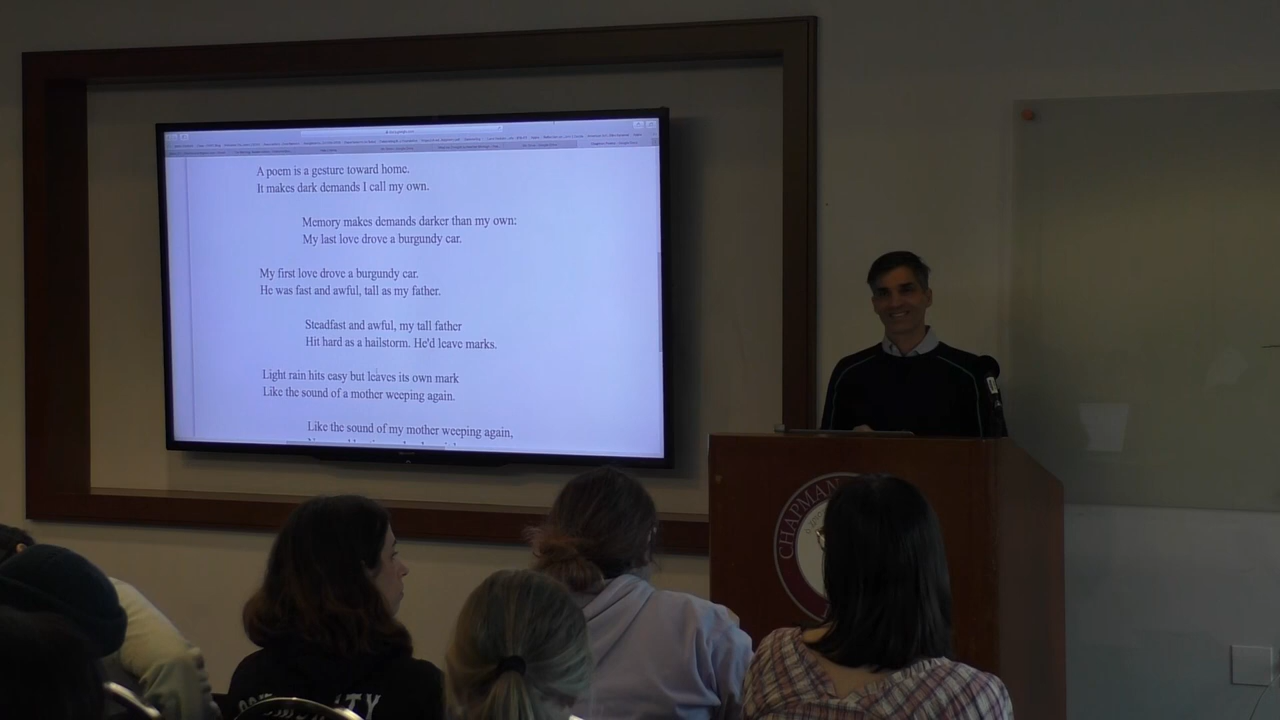 A poem is a gesture toward home.
It makes dark demands I call my own.
Memory makes demands darker than my own:
My last love drove a burgundy car.
My first love drove a burgundy car.
He was fast and awful, tall as my father.
Steadfast and awful, my tall father
Hit hard as a hailstorm. He'd leave marks.
Light rain hits easy but leaves its own mark
Like the sound of a mother weeping again.
Like the sound of my mother weeping again,
CHAPMAN